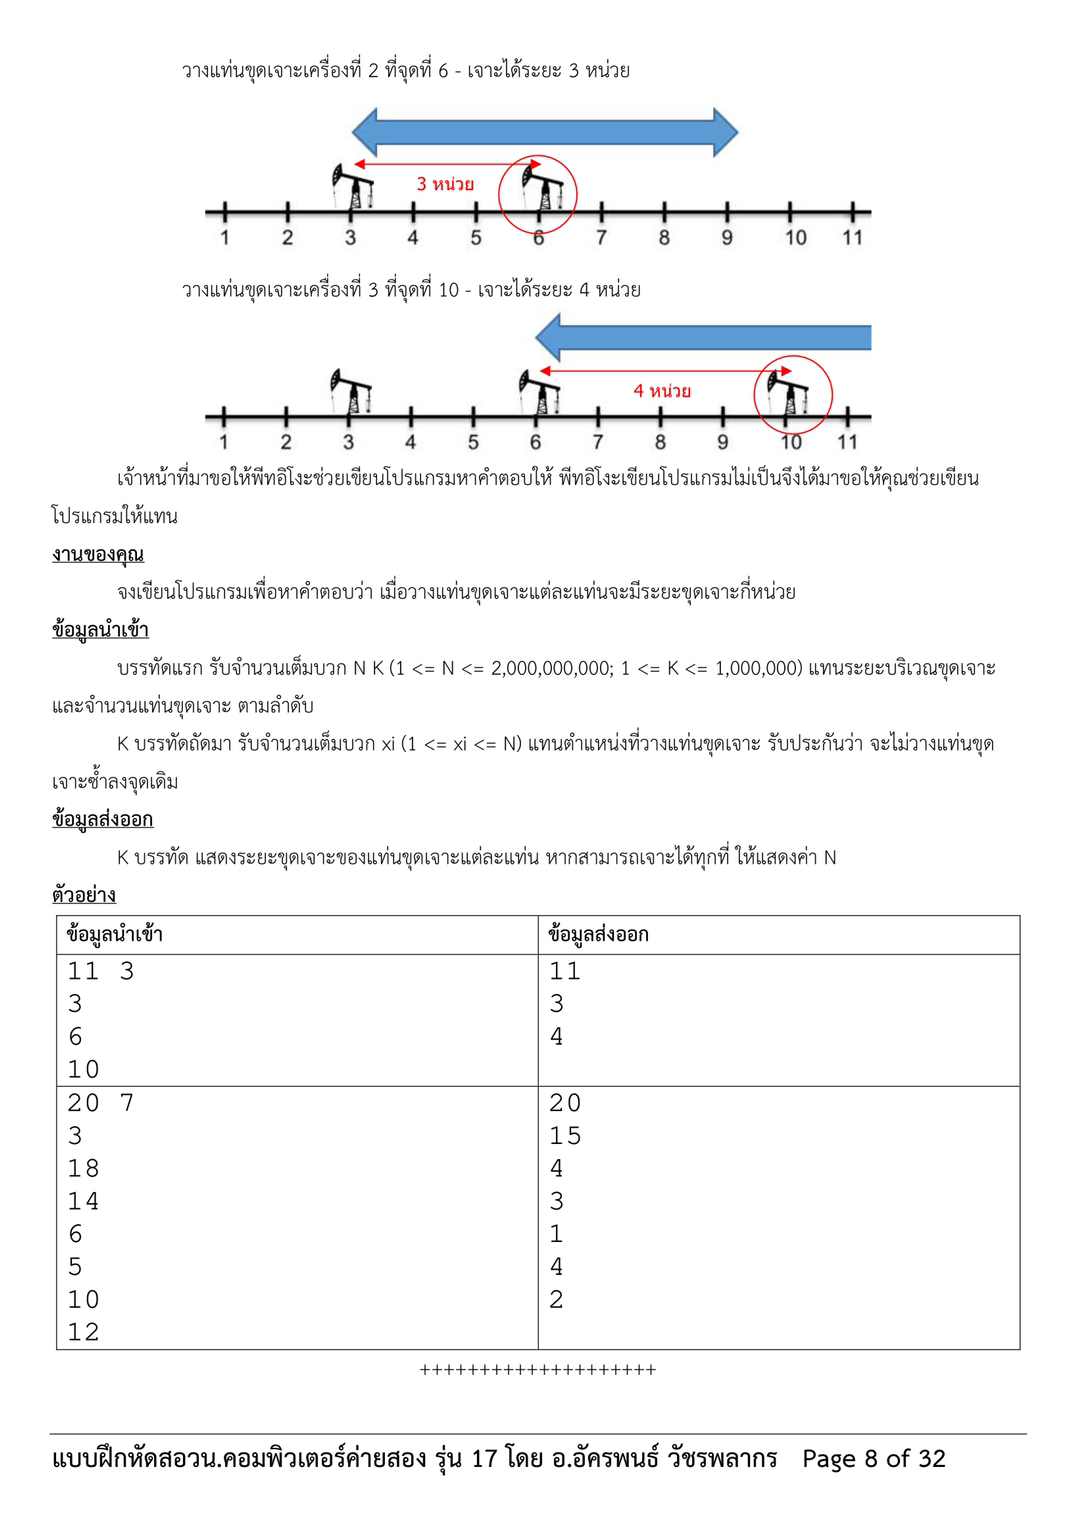 วางแท่นขุดเจาะเครื่องที่ 2 ที่จุดที่ 6 - เจาะได้ระยะ 3 หน่วย
3 หน่วย
1 2 3 4 5 6 7 8 9 10 11
วางแท่นขุดเจาะเครื่องที่ 3 ที่จุดที่ 10 - เจาะได้ระยะ 4 หน่วย
4 หน่วย
1 2 3 4 5 6 7 8 9 10 11
เจ้าหน้าที่มาขอให้พีทอิโงะช่วยเขียนโปรแกรมหาคำตอบให้ พีทอิโงะเขียนโปรแกรมไม่เป็นจึงได้มาขอให้คุณช่วยเขียน
โปรแกรมให้แทน
งานของคุณ
จงเขียนโปรแกรมเพื่อหาคำตอบว่า เมื่อวางแท่นขุดเจาะแต่ละแท่นจะมีระยะขุดเจาะกี่หน่วย
ข้อมูลนำเข้า
บรรทัดแรก รับจำนวนเต็มบวก N K (1 <= N <= 2,000,000,000; 1 <= K <= 1,000,000) แทนระยะบริเวณขุดเจาะ
และจำนวนแท่นขุดเจาะ ตามลำดับ
K บรรทัดถัดมา รับจำนวนเต็มบวก xi (1 <= xi <= N) แทนตำแหน่งที่วางแท่นขุดเจาะ รับประกันว่า จะไม่วางแท่นขุด
เจาะซ้ำลงจุดเดิม
ข้อมูลส่งออก
K บรรทัด แสดงระยะขุดเจาะของแท่นขุดเจาะแต่ละแท่น หากสามารถเจาะได้ทุกที่ ให้แสดงค่า N
ตัวอย่าง
ข้อมูลนำเข้า ข้อมูลส่งออก
11 3 11
3 3
6 4
10
20 7 20
3 15
18 4
14 3
6 1
5 4
10 2
12
++++++++++++++++++++
แบบฝึกหัดสอวน.คอมพิวเตอร์ค่ายสอง รุ่น 17 โดย อ.อัครพนธ์ วัชรพลากร Page 8 of 32